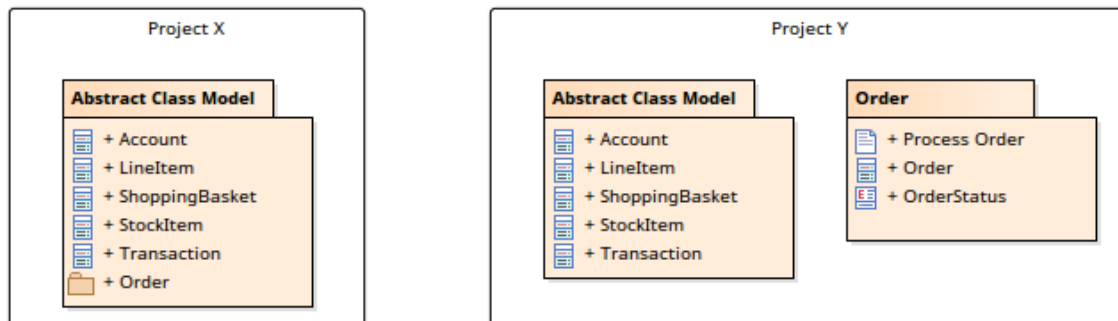 Project X
Abstract Class Model
+ Account
+ LineItem
+ ShoppingBasket
+ StockItem
+ Transaction
+ Order
Project Y
Abstract Class Model
+ Account
+ LineItem
+ ShoppingBasket
+ StockItem
+ Transaction
Order
+ Process Order
+ Order
E
+ OrderStatus